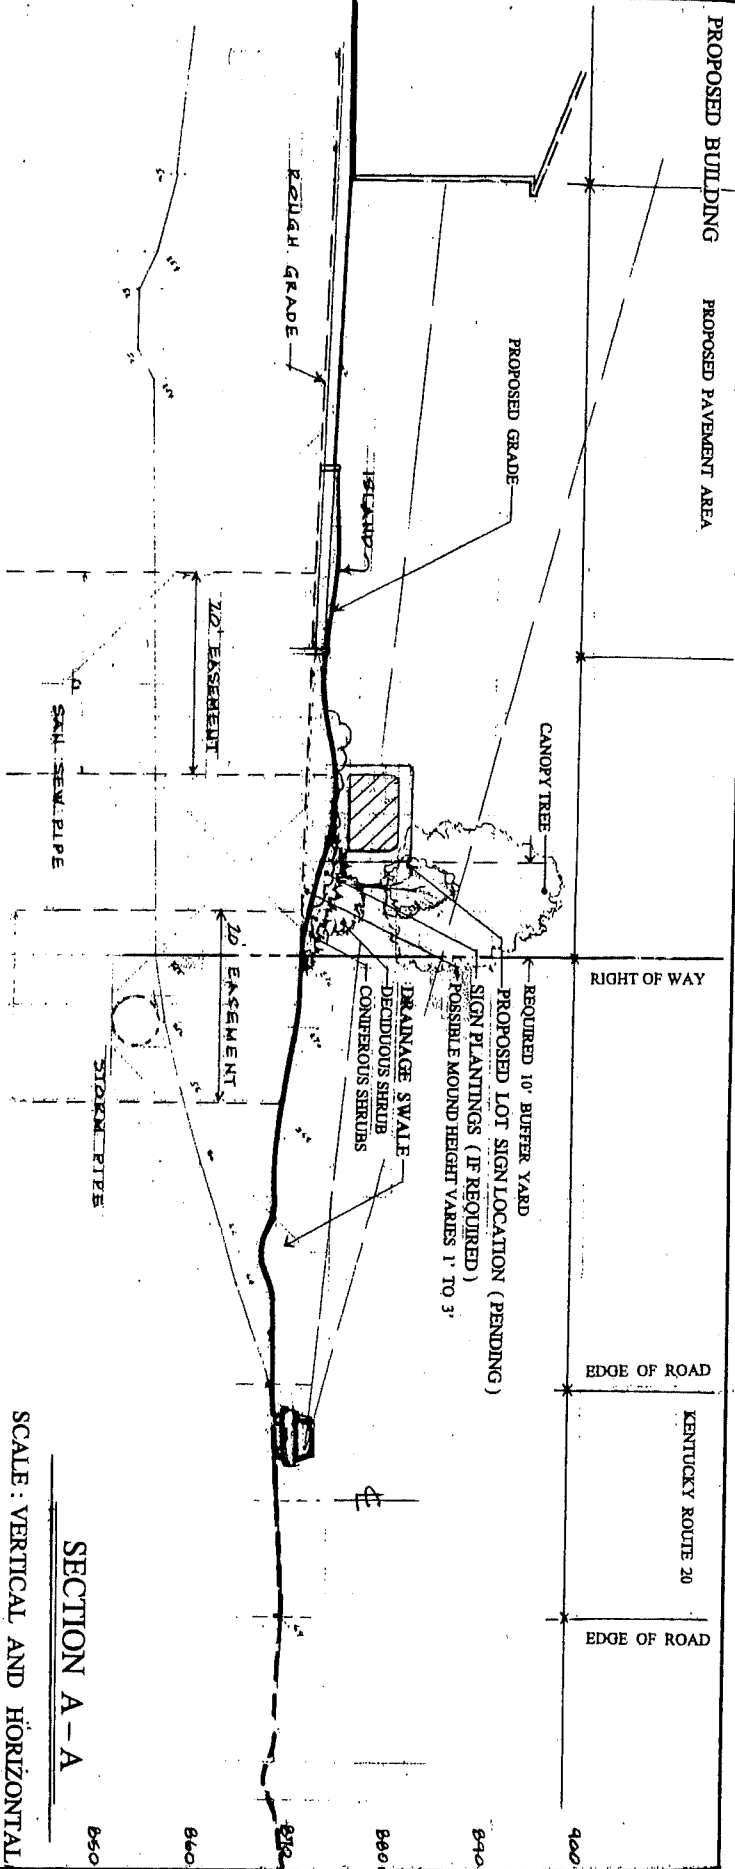 PROPOSED BUILDING
PROPOSED PAVEMENT AREA
RIGHT OF WAY
EDGE OF ROAD
KENTUCKY ROUTE 20
EDGE OF ROAD
PROPOSED GRADE
CANOPY TREE
REQUIRED 10' BUFFER YARD
PROPOSED LOT SIGN LOCATION (PENDING)
SIGN PLANTINGS (IF REQUIRED)
POSSIBLE MOUND HEIGHT VARIES 1' TO 3'
DRAINAGE SWALE
DECIDUOUS SHRUB
CONIFEROUS SHRUBS
ROUGH GRADE
ISLAND
20' EASEMENT
SAN SEW. PIPE
20' EASEMENT
STORM PIPE
900
890
880
870
860
850
SECTION A-A
SCALE : VERTICAL AND HORIZONTAL